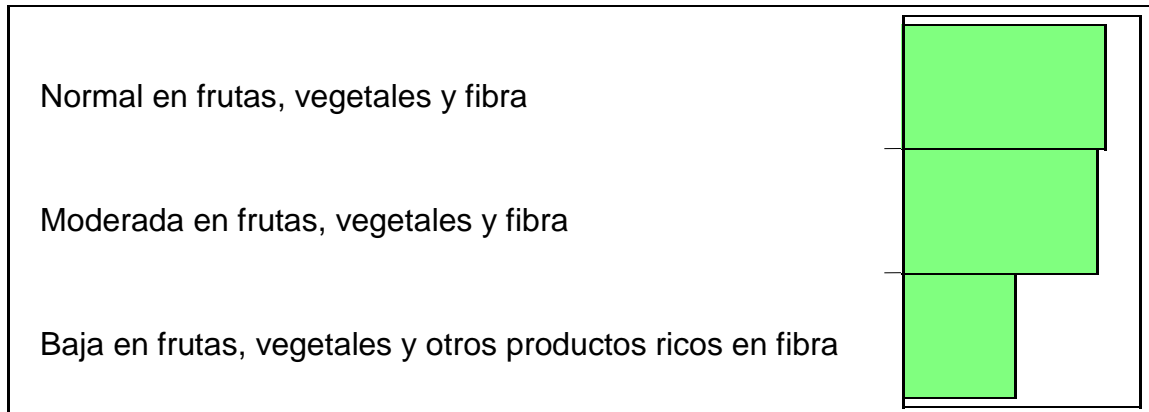 Normal en frutas, vegetales y fibra
Moderada en frutas, vegetales y fibra
Baja en frutas, vegetales y otros productos ricos en fibra